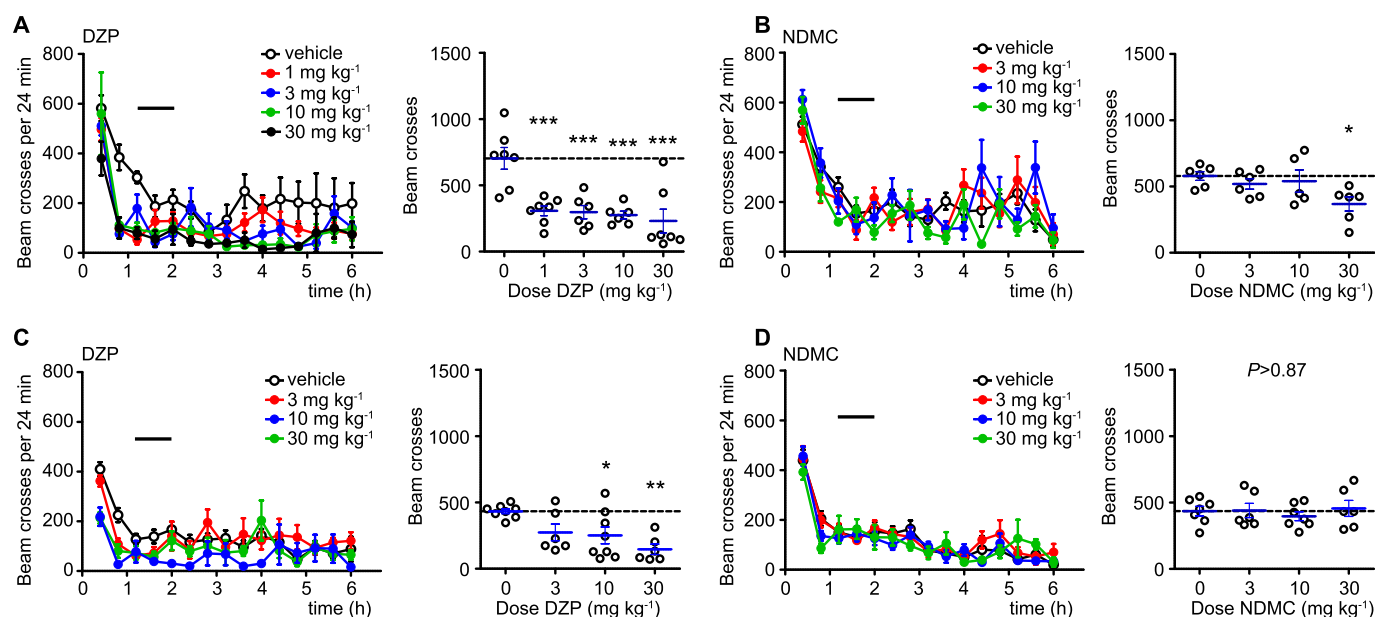 A
DZP
800
600
400
200
0
Beam crosses per 24 min
0 1 2 3 4 5 6
time (h)
vehicle
1 mg kg-1
3 mg kg-1
10 mg kg-1
30 mg kg-1
1500
1000
500
0
Beam crosses
*** *** *** ***
0 1 3 10 30
Dose DZP (mg kg-1)
B
NDMC
800
600
400
200
0
Beam crosses per 24 min
0 1 2 3 4 5 6
time (h)
vehicle
3 mg kg-1
10 mg kg-1
30 mg kg-1
1500
1000
500
0
Beam crosses
*
0 3 10 30
Dose NDMC (mg kg-1)
C
DZP
800
600
400
200
0
Beam crosses per 24 min
0 1 2 3 4 5 6
time (h)
vehicle
3 mg kg-1
10 mg kg-1
30 mg kg-1
1500
1000
500
0
Beam crosses
* **
0 3 10 30
Dose DZP (mg kg-1)
D
NDMC
800
600
400
200
0
Beam crosses per 24 min
0 1 2 3 4 5 6
time (h)
vehicle
3 mg kg-1
10 mg kg-1
30 mg kg-1
1500
1000
500
0
Beam crosses
P>0.87
0 3 10 30
Dose NDMC (mg kg-1)